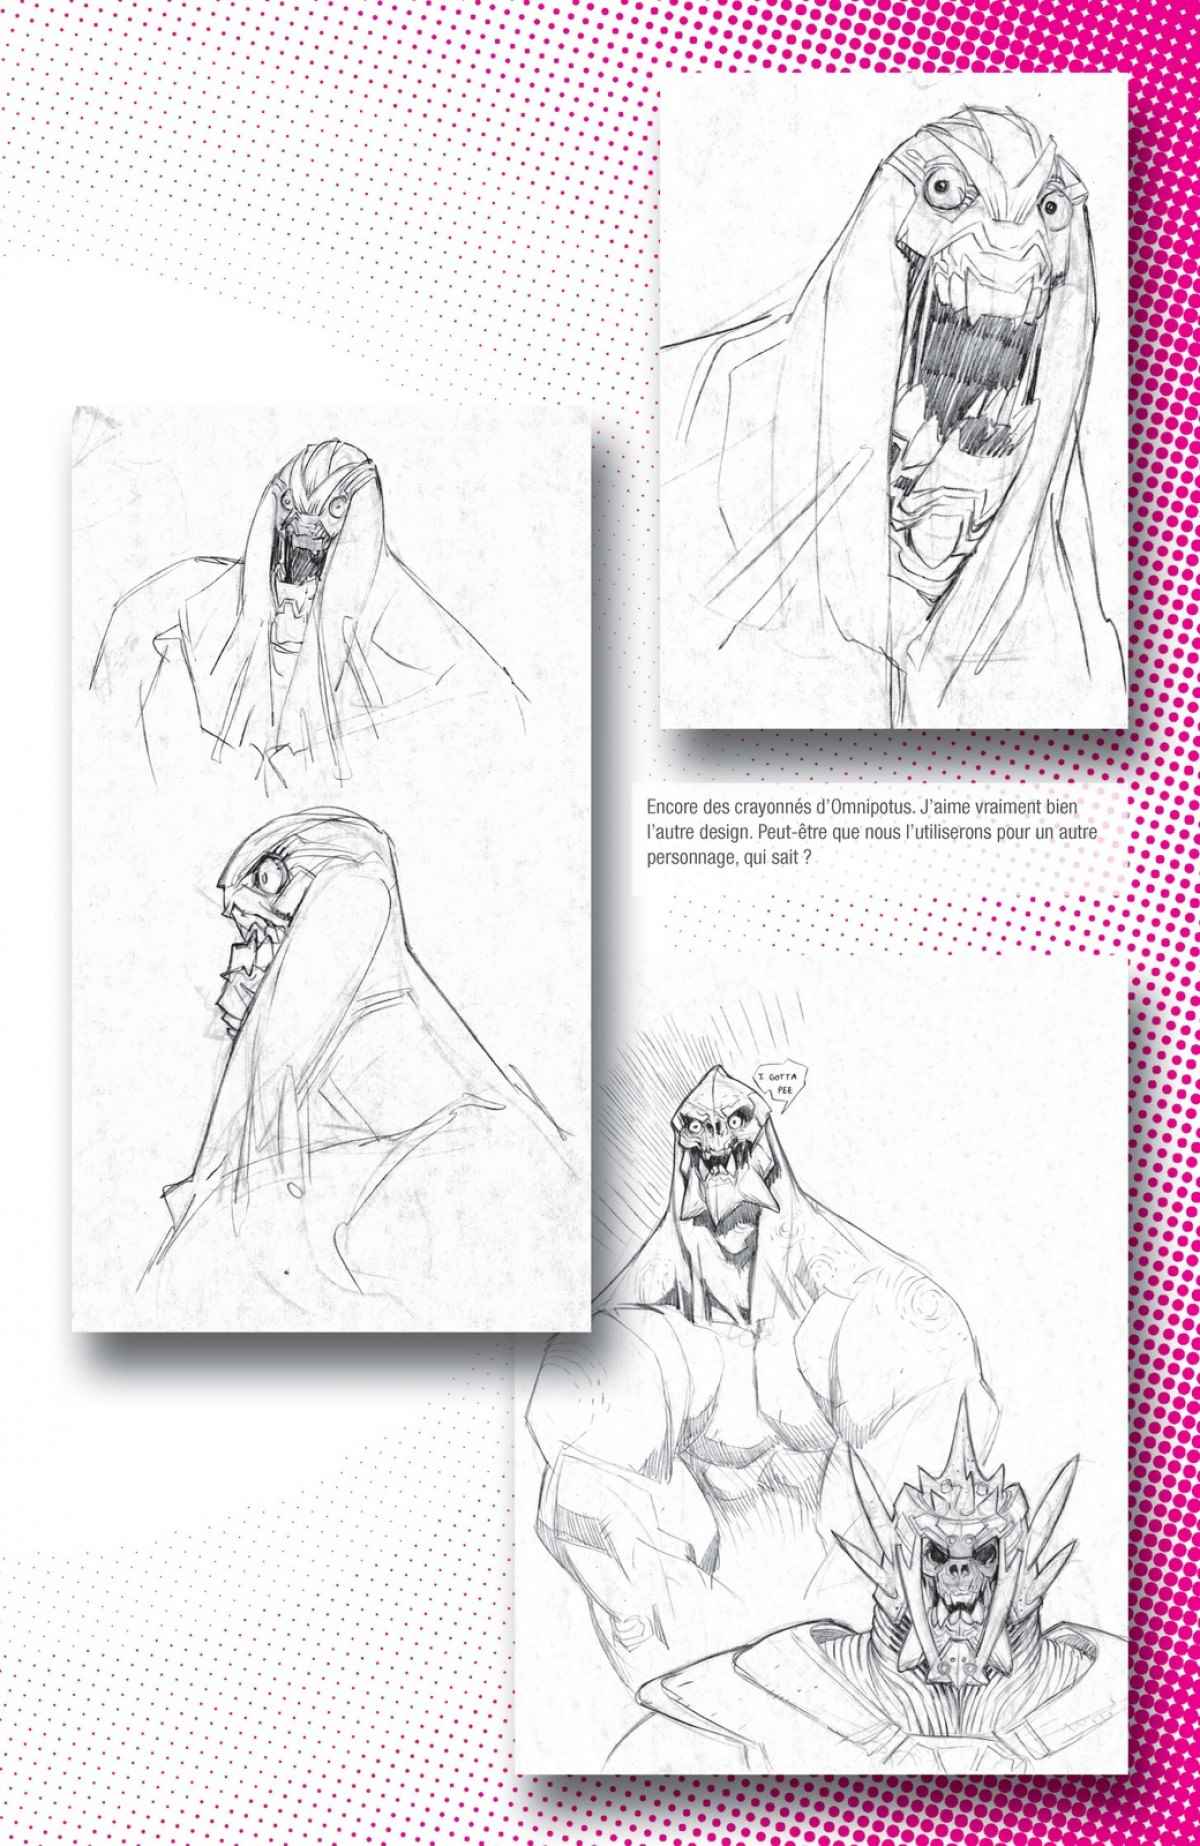 Encore des crayonnés d'Omnipotus. J'aime vraiment bien
l'autre design. Peut-être que nous l'utiliserons pour un autre
personnage, qui sait ?
I GOTTA
PEE